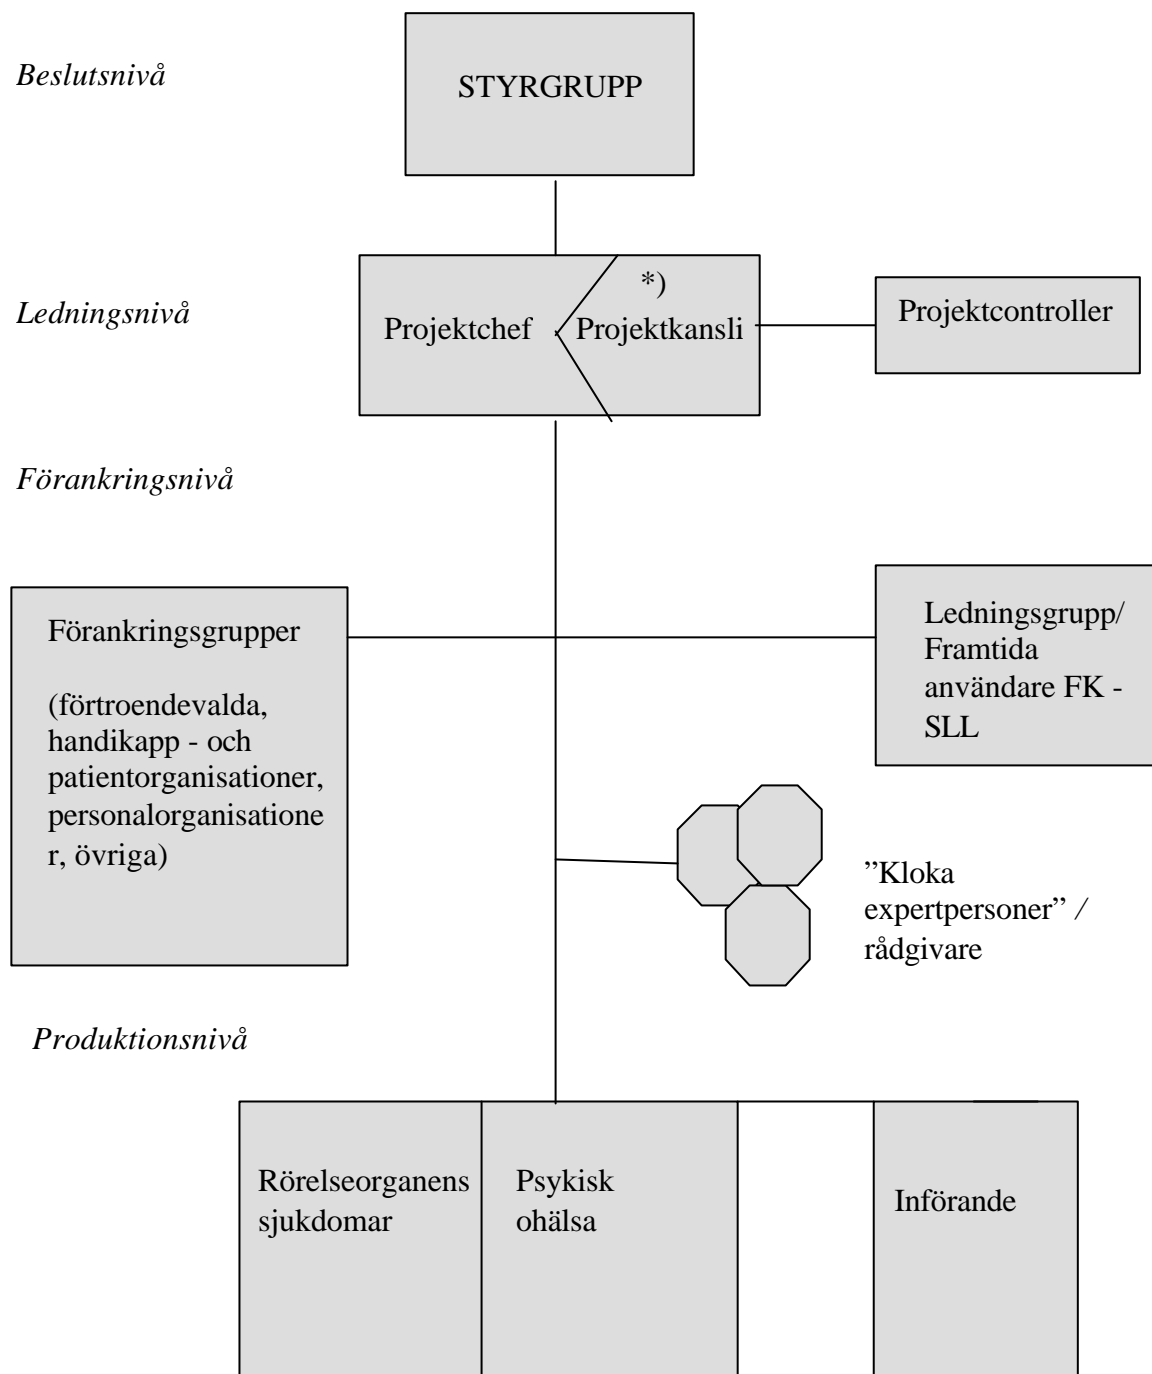 Beslutsnivå
STYRGRUPP
*)
Ledningsnivå
Projektchef
Projektkansli
Projektcontroller
Förankringsnivå
Förankringsgrupper
(förtroendevalda,
handikapp - och
patientorganisationer,
personalorganisatione
r, övriga)
Ledningsgrupp/
Framtida
användare FK -
SLL
”Kloka
expertpersoner” /
rådgivare
Produktionsnivå
Rörelseorganens
sjukdomar
Psykisk
ohälsa
Införande